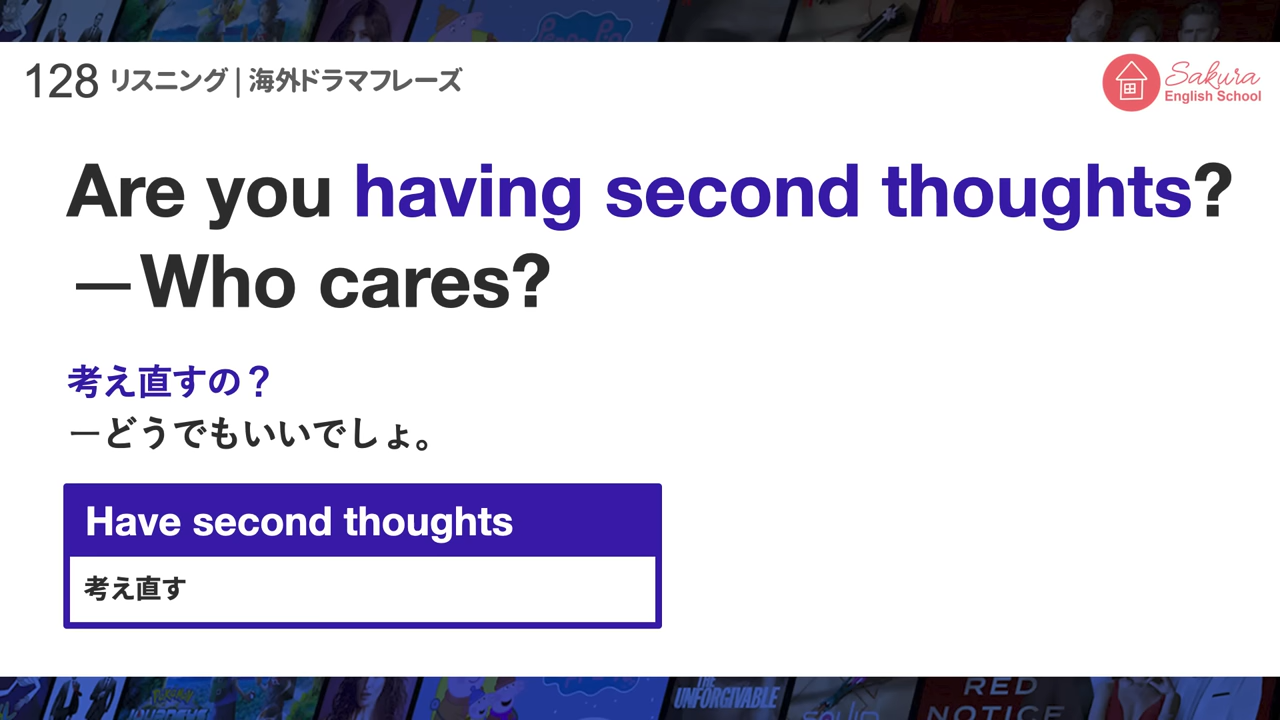 128 リスニング | 海外ドラマフレーズ
Sakura
English School
Are you having second thoughts?
—Who cares?
考え直すの？
—どうでもいいでしょ。
Have second thoughts
考え直す
POKÉMON
JOURNEYS
THE
UNFORGIVABLE
RED
NOTICE